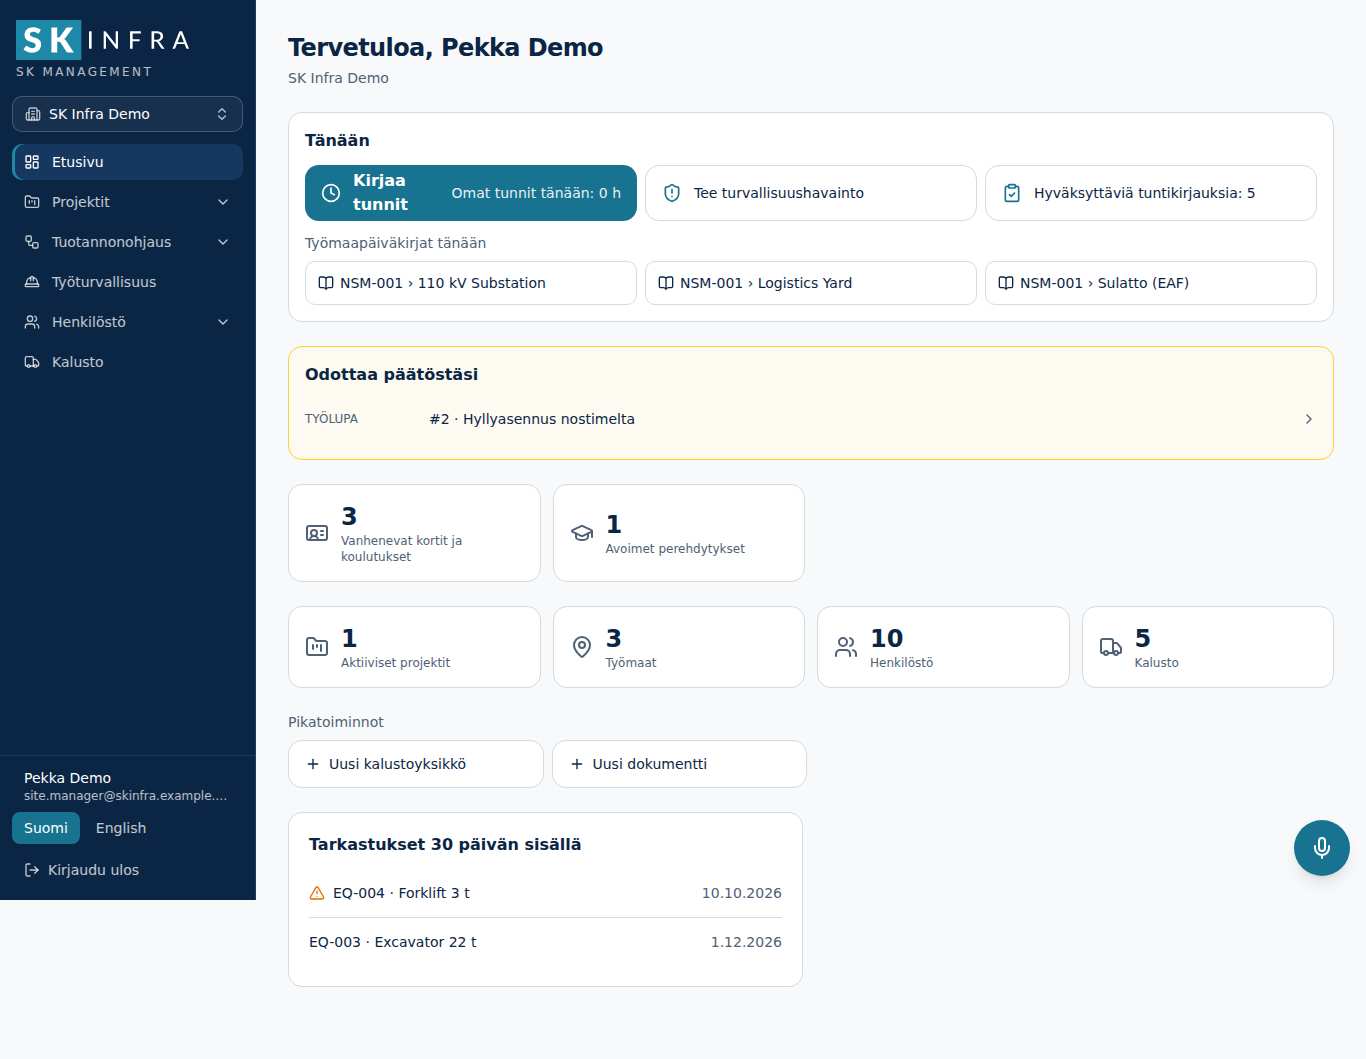 SK INFRA
SK MANAGEMENT
SK Infra Demo
Etusivu
Projektit
Tuotannonohjaus
Työturvallisuus
Henkilöstö
Kalusto
Pekka Demo
site.manager@skinfra.example....
Suomi English
Kirjaudu ulos
Tervetuloa, Pekka Demo
SK Infra Demo
Tänään
Kirjaa
tunnit
Omat tunnit tänään: 0 h
Tee turvallisuushavainto
Hyväksyttäviä tuntikirjauksia: 5
Työmaapäiväkirjat tänään
NSM-001 › 110 kV Substation
NSM-001 › Logistics Yard
NSM-001 › Sulatto (EAF)
Odottaa päätöstäsi
TYÖLUPA #2 · Hyllyasennus nostimelta
3
Vanhenevat kortit ja
koulutukset
1
Avoimet perehdytykset
1
Aktiiviset projektit
3
Työmaat
10
Henkilöstö
5
Kalusto
Pikatoiminnot
Uusi kalustoyksikkö
Uusi dokumentti
Tarkastukset 30 päivän sisällä
EQ-004 · Forklift 3 t 10.10.2026
EQ-003 · Excavator 22 t 1.12.2026